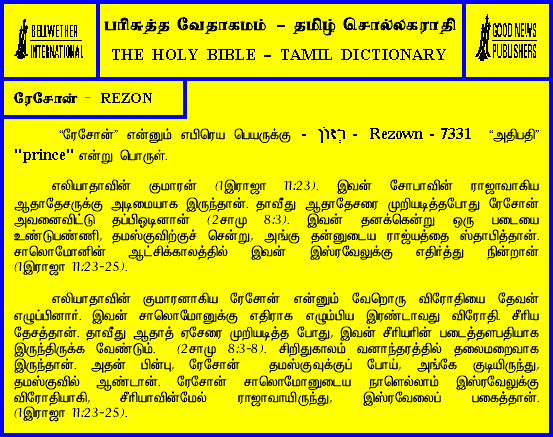 BELLWETHER
INTERNATIONAL
பரிசுத்த வேதாகமம் – தமிழ் சொல்லகராதி
THE HOLY BIBLE – TAMIL DICTIONARY
GOOD NEWS
PUBLISHERS
ரேசோன் – REZON
“ரேசோன்” என்னும் எபிரெய பெயருக்கு - רְזוֹן - Rezown - 7331 “அதிபதி”
"prince" என்று பொருள்.
எலியாதாவின் குமாரன் (1இராஜா 11:23). இவன் சோபாவின் ராஜாவாகிய
ஆதாதேசருக்கு அடிமையாக இருந்தான். தாவீது ஆதாதேசரை முறியடித்தபோது ரேசோன்
அவனைவிட்டு தப்பிஓடினான் (2சாமு 8:3). இவன் தனக்கென்று ஒரு படையை
உண்டுபண்ணி, தமஸ்குவிற்குச் சென்று, அங்கு தன்னுடைய ராஜ்யத்தை ஸ்தாபித்தான்.
சாலொமோனின் ஆட்சிக்காலத்தில் இவன் இஸ்ரவேலுக்கு எதிர்த்து நின்றான்
(1இராஜா 11:23-25).
எலியாதாவின் குமாரனாகிய ரேசோன் என்னும் வேறொரு விரோதியை தேவன்
எழுப்பினார். இவன் சாலொமோனுக்கு எதிராக எழும்பிய இரண்டாவது விரோதி. சீரிய
தேசத்தான். தாவீது ஆதாத் ஏசேரை முறியடித்த போது, இவன் சீரியரின் படைத்தளபதியாக
இருந்திருக்க வேண்டும். (2சாமு 8:3-8). சிறிதுகாலம் வனாந்தரத்தில் தலைமறைவாக
இருந்தான். அதன் பின்பு, ரேசோன் தமஸ்குவுக்குப் போய், அங்கே குடியிருந்து,
தமஸ்குவில் ஆண்டான். ரேசோன் சாலொமோனுடைய நாளெல்லாம் இஸ்ரவேலுக்கு
விரோதியாகி, சீரியாவின்மேல் ராஜாவாயிருந்து, இஸ்ரவேலைப் பகைத்தான்.
(1இராஜா 11:23-25).